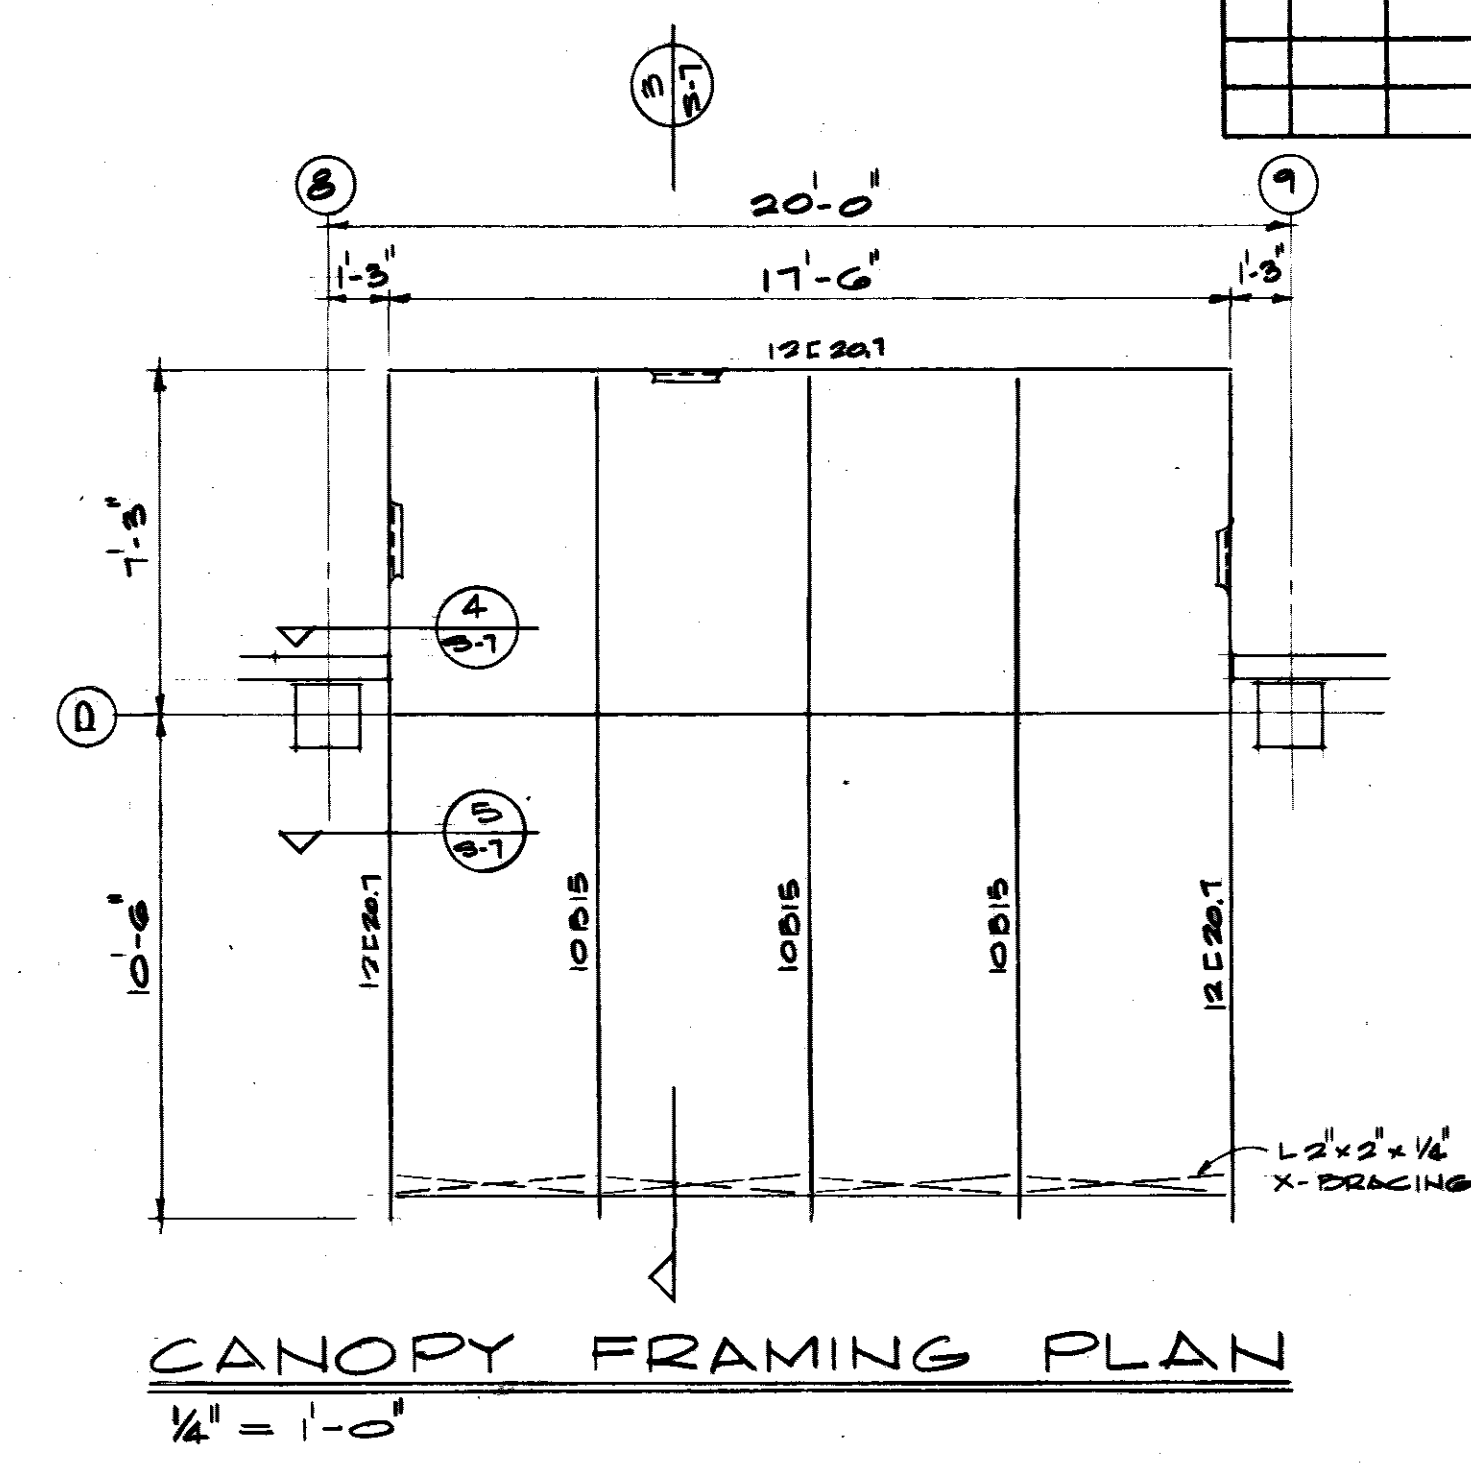 3
S-7
8
9
20'-0"
1'-3"
17'-6"
1'-3"
12[20.7
7'-3"
4
S-7
D
5
S-7
10'-6"
12[20.7
10B15
10B15
10B15
12[20.7
L 2"x2"x1/4"
X-BRACING
CANOPY FRAMING PLAN
1/4" = 1'-0"